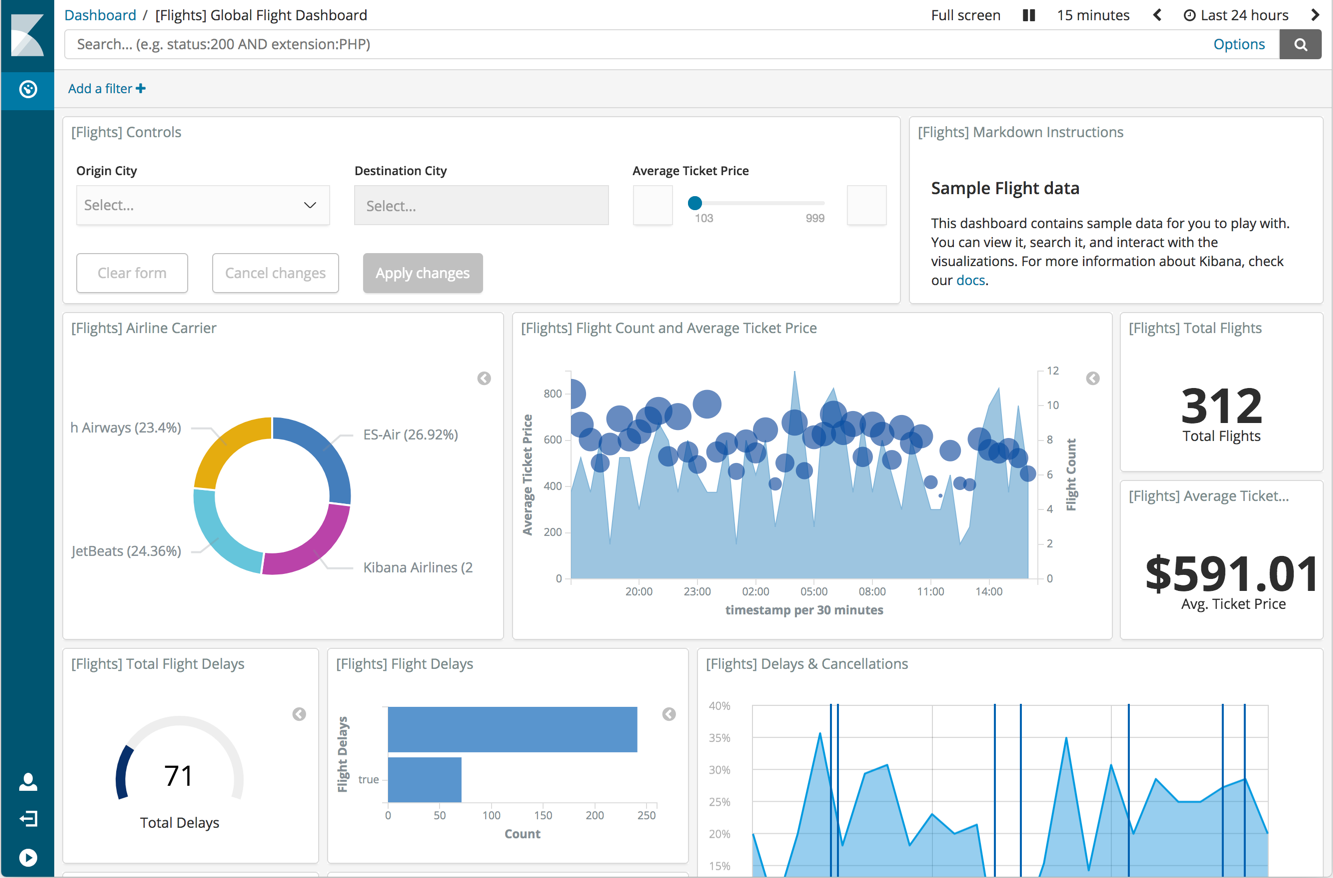 Dashboard / [Flights] Global Flight Dashboard
Full screen 15 minutes Last 24 hours
Search... (e.g. status:200 AND extension:PHP)
Options
Add a filter +
[Flights] Controls
Origin City
Destination City
Average Ticket Price
Select...
Select...
103
999
Clear form
Cancel changes
Apply changes
[Flights] Markdown Instructions
Sample Flight data
This dashboard contains sample data for you to play with.
You can view it, search it, and interact with the
visualizations. For more information about Kibana, check
our docs.
[Flights] Airline Carrier
h Airways (23.4%)
ES-Air (26.92%)
JetBeats (24.36%)
Kibana Airlines (2
[Flights] Flight Count and Average Ticket Price
Average Ticket Price
800
600
400
200
0
12
10
8
6
4
2
0
Flight Count
20:00 23:00 02:00 05:00 08:00 11:00 14:00
timestamp per 30 minutes
[Flights] Total Flights
312
Total Flights
[Flights] Average Ticket...
$591.01
Avg. Ticket Price
[Flights] Total Flight Delays
71
Total Delays
[Flights] Flight Delays
Flight Delays
true
0 50 100 150 200 250
Count
[Flights] Delays & Cancellations
40%
35%
30%
25%
20%
15%